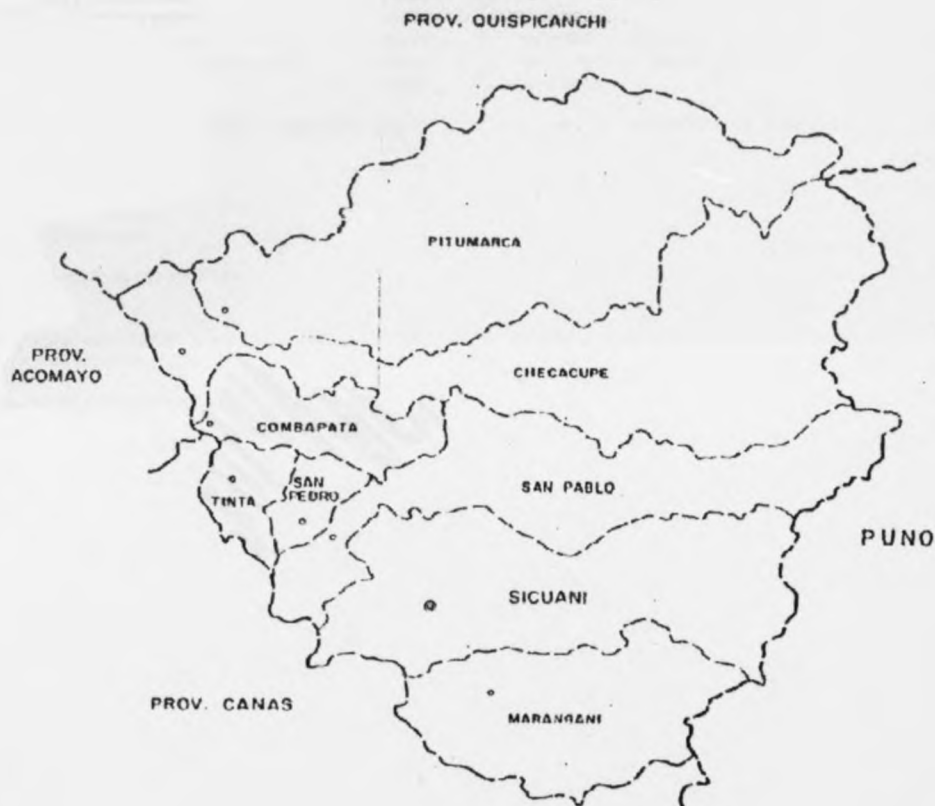 PROV. QUISPICANCHI
PITUMARCA
PROV.
ACOMAYO
CHECACUPE
COMBAPATA
SAN
PEDRO
TINTA
SAN PABLO
PUNO
SICUANI
PROV. CANAS
MARANGANI